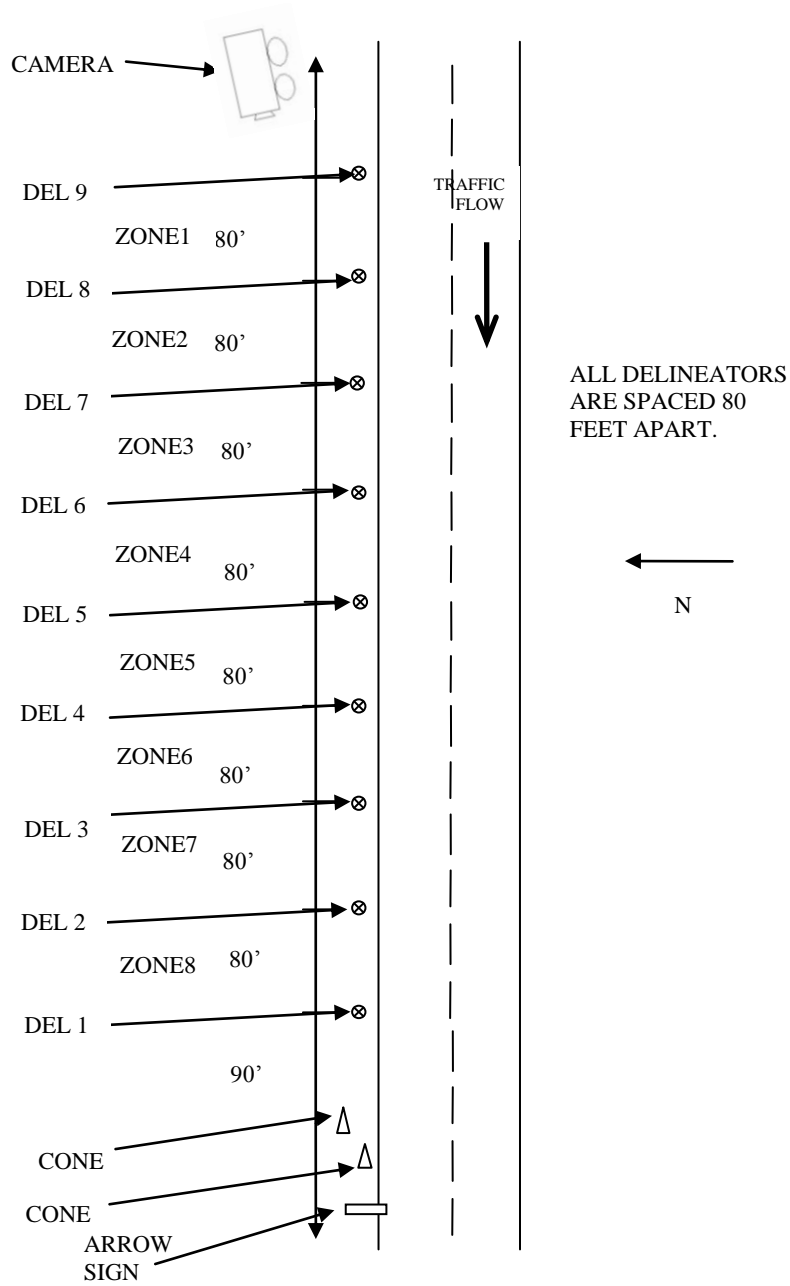 CAMERA
DEL 9
TRAFFIC
FLOW
ZONE1 80’
DEL 8
ZONE2 80’
DEL 7
ALL DELINEATORS
ARE SPACED 80
FEET APART.
ZONE3 80’
DEL 6
ZONE4 80’
N
DEL 5
ZONE5 80’
DEL 4
ZONE6 80’
DEL 3
ZONE7 80’
DEL 2
ZONE8 80’
DEL 1
90’
CONE
CONE
ARROW
SIGN